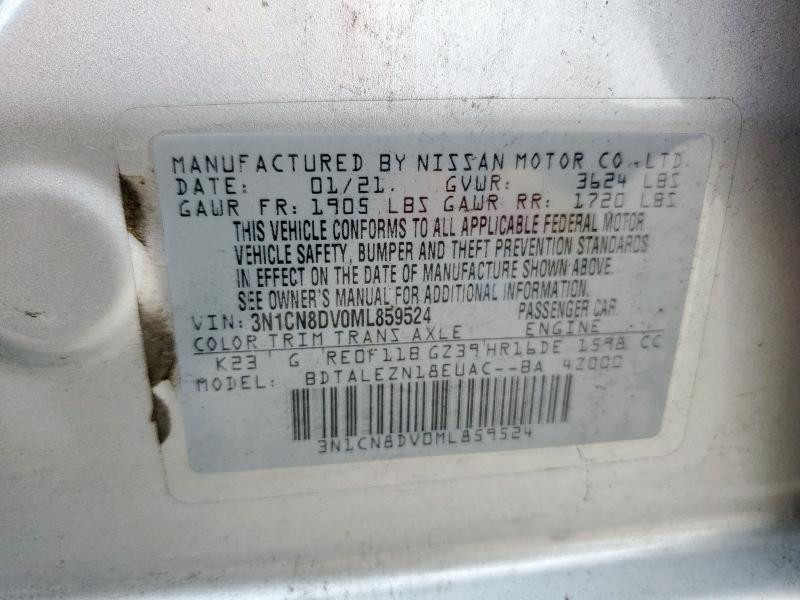 MANUFACTURED BY NISSAN MOTOR CO., LTD.
DATE: 01/21. GVWR: 3624 LBS
GAWR FR: 1905 LBS GAWR RR: 1720 LBS
THIS VEHICLE CONFORMS TO ALL APPLICABLE FEDERAL MOTOR
VEHICLE SAFETY, BUMPER AND THEFT PREVENTION STANDARDS
IN EFFECT ON THE DATE OF MANUFACTURE SHOWN ABOVE.
SEE OWNER'S MANUAL FOR ADDITIONAL INFORMATION
VIN: 3N1CN8DV0ML859524 PASSENGER CAR.
COLOR TRIM TRANS AXLE ENGINE
K23 G RE0F11B GZ39 HR16DE 1598 CC
MODEL: BDTALEZN18EUAC--BA 42000
3N1CN8DV0ML859524